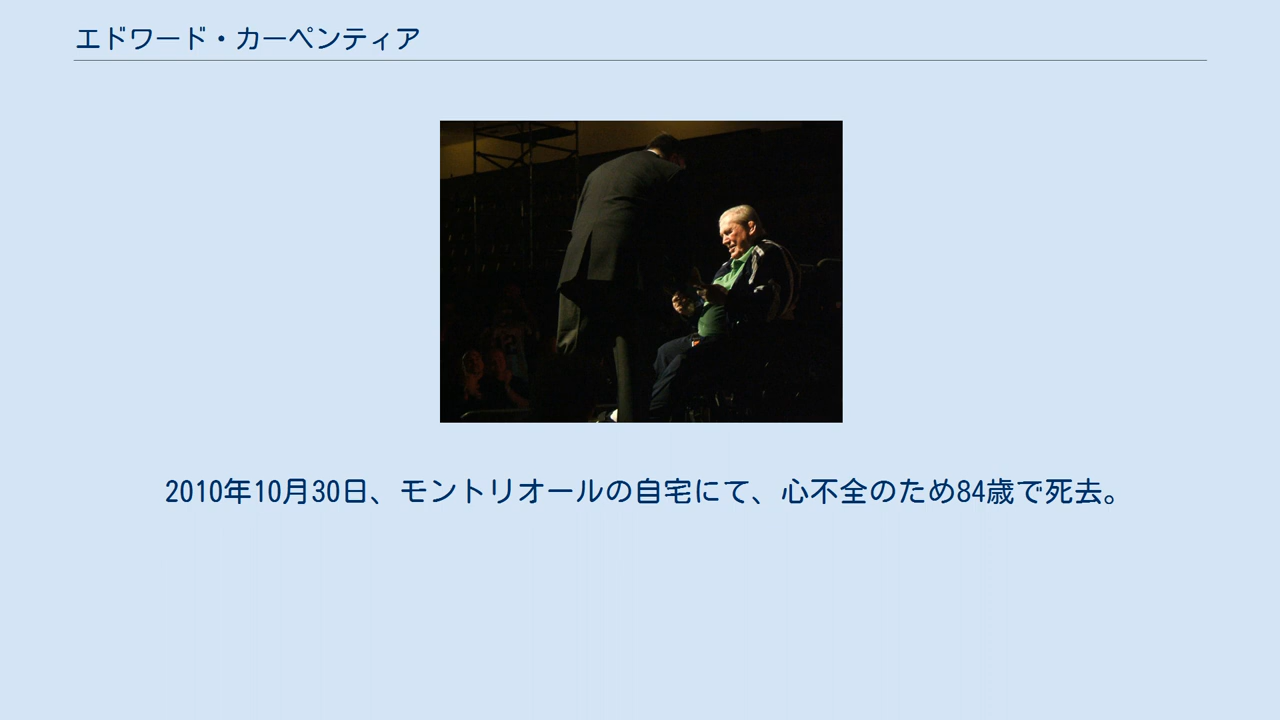 エドワード・カーペンティア
2010年10月30日、モントリオールの自宅にて、心不全のため84歳で死去。